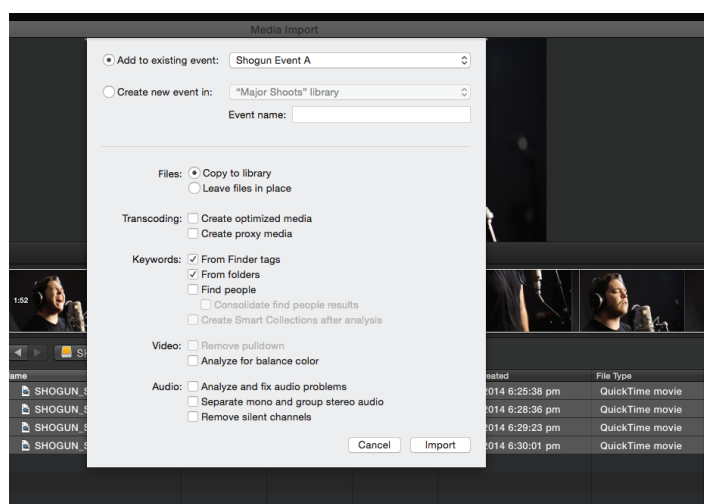 Media Import
Add to existing event: Shogun Event A
Create new event in: "Major Shoots" library
Event name:
Files: Copy to library
Leave files in place
Transcoding: Create optimized media
Create proxy media
Keywords: From Finder tags
From folders
Find people
Consolidate find people results
Create Smart Collections after analysis
1:52
Video: Remove pulldown
Analyze for balance color
Audio: Analyze and fix audio problems
Separate mono and group stereo audio
Remove silent channels
Cancel Import
SH
ame eated File Type
SHOGUN_S 2014 6:25:38 pm QuickTime movie
SHOGUN_S 2014 6:28:36 pm QuickTime movie
SHOGUN_S 2014 6:29:23 pm QuickTime movie
SHOGUN_S 2014 6:30:01 pm QuickTime movie